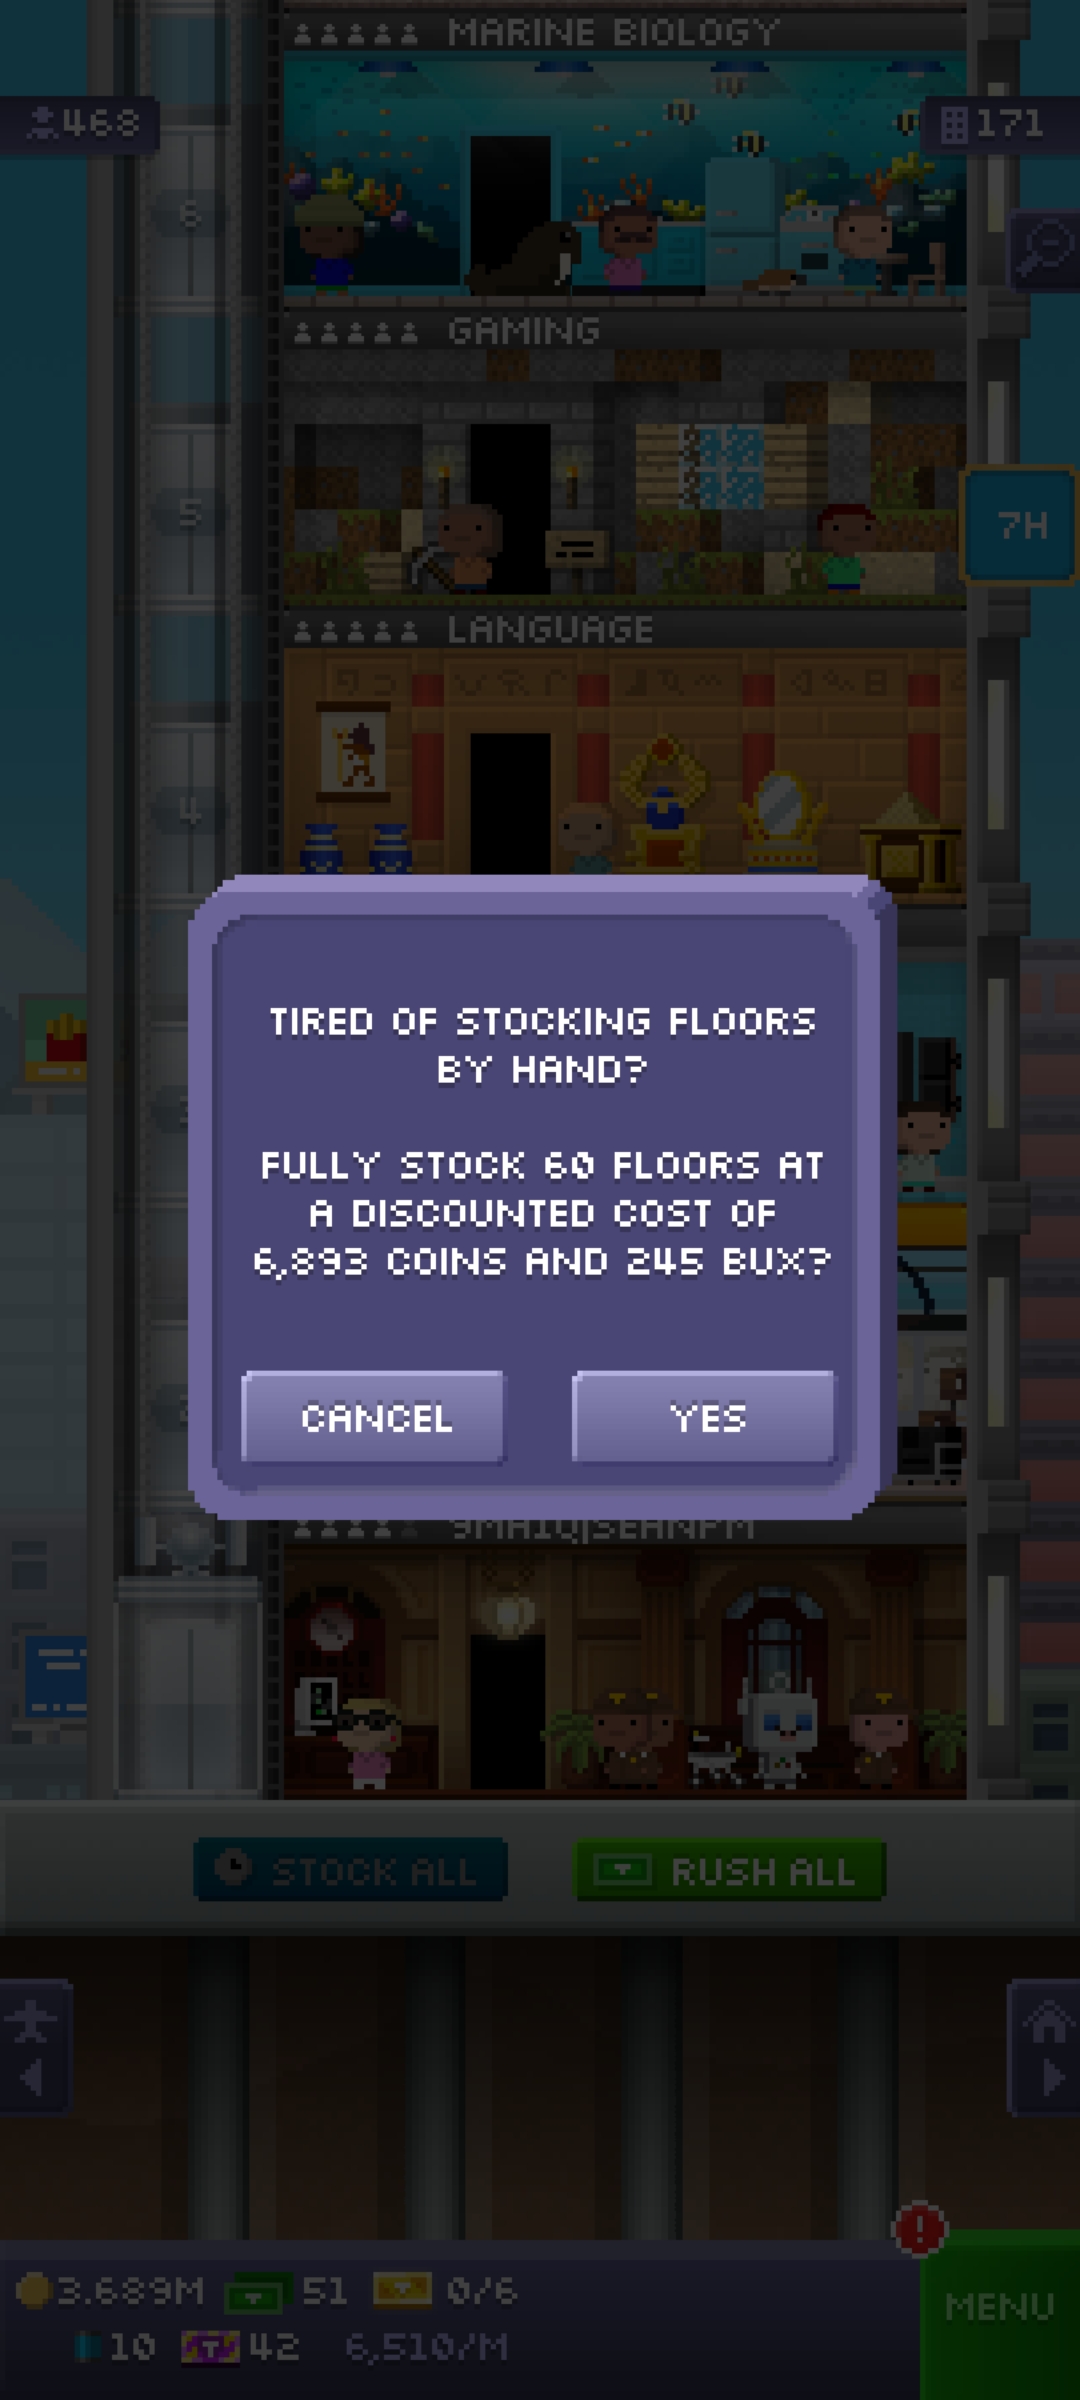 MARINE BIOLOGY
468
171
6
GAMING
5
7H
LANGUAGE
4
TIRED OF STOCKING FLOORS
BY HAND?
FULLY STOCK 60 FLOORS AT
A DISCOUNTED COST OF
6,893 COINS AND 245 BUX?
CANCEL
YES
STOCK ALL
RUSH ALL
3.689M
51
0/6
MENU
10
42
6,510/M